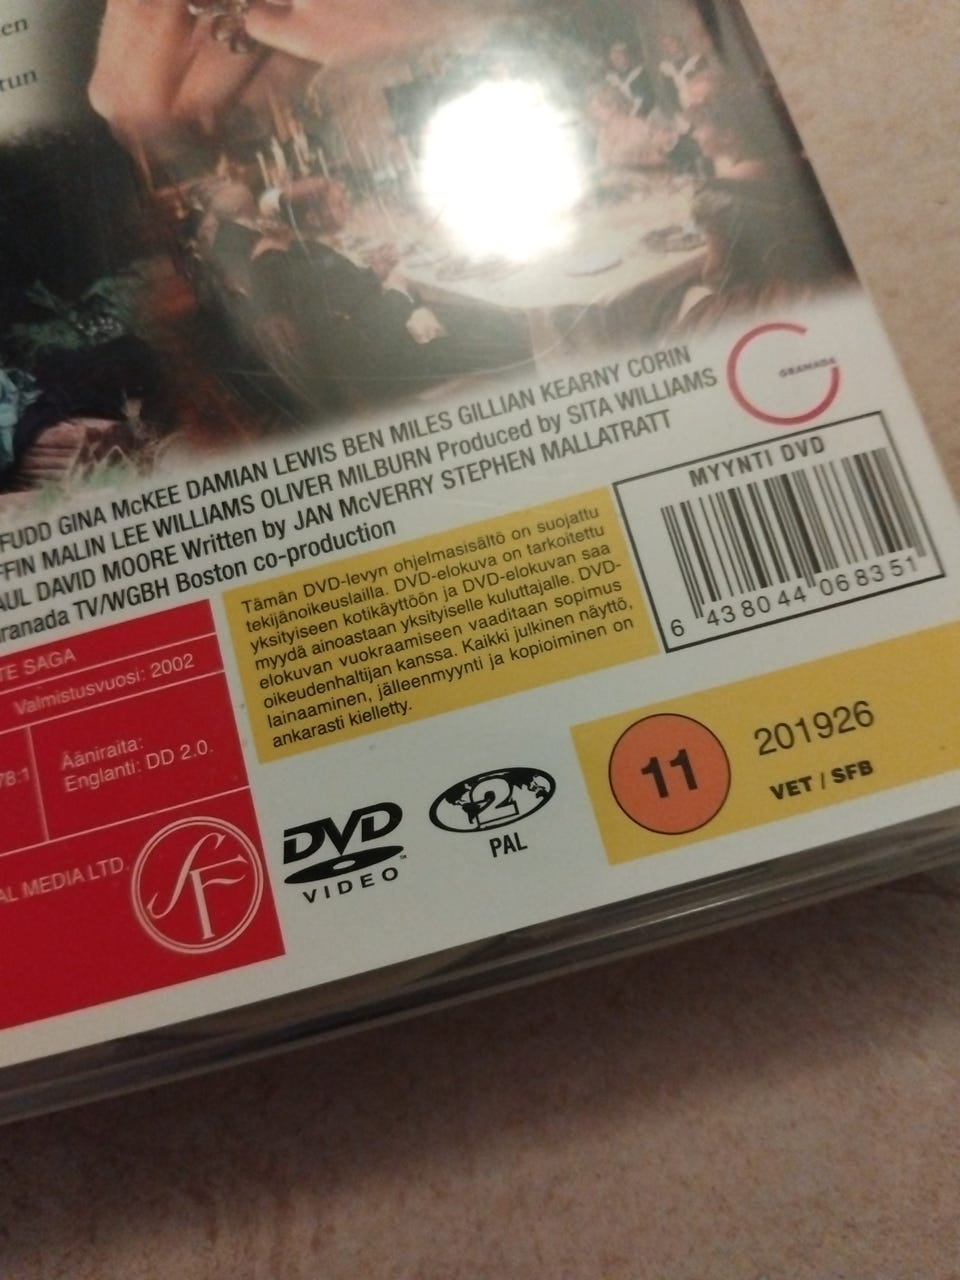 en
run
FUDD GINA McKEE DAMIAN LEWIS BEN MILES GILLIAN KEARNY CORIN
FFIN MALIN LEE WILLIAMS OLIVER MILBURN Produced by SITA WILLIAMS
AUL DAVID MOORE Written by JAN McVERRY STEPHEN MALLATRATT
ranada TV/WGBH Boston co-production
GRANADA
MYYNTI DVD
6 438044 068351
Tämän DVD-levyn ohjelmasisältö on suojattu
tekijänoikeuslailla. DVD-elokuva on tarkoitettu
yksityiseen kotikäyttöön ja DVD-elokuvan saa
myydä ainoastaan yksityiselle kuluttajalle. DVD-
elokuvan vuokraamiseen vaaditaan sopimus
oikeudenhaltijan kanssa. Kaikki julkinen näyttö,
lainaaminen, jälleenmyynti ja kopioiminen on
ankarasti kielletty.
TE SAGA
Valmistusvuosi: 2002
78:1
Ääniraita:
Englanti: DD 2.0.
AL MEDIA LTD.
SF
DVD
VIDEO
2
PAL
11
201926
VET / SFB